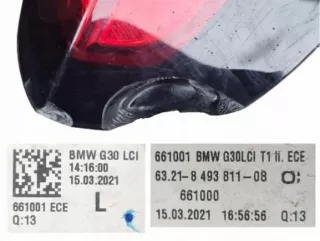 BMW G30 LCI
14:16:00
15.03.2021
661001 ECE L
Q:13
661001 BMW G30LCI T1 li. ECE
63.21-8 493 811-08
661000
15.03.2021 16:56:56 Q:13